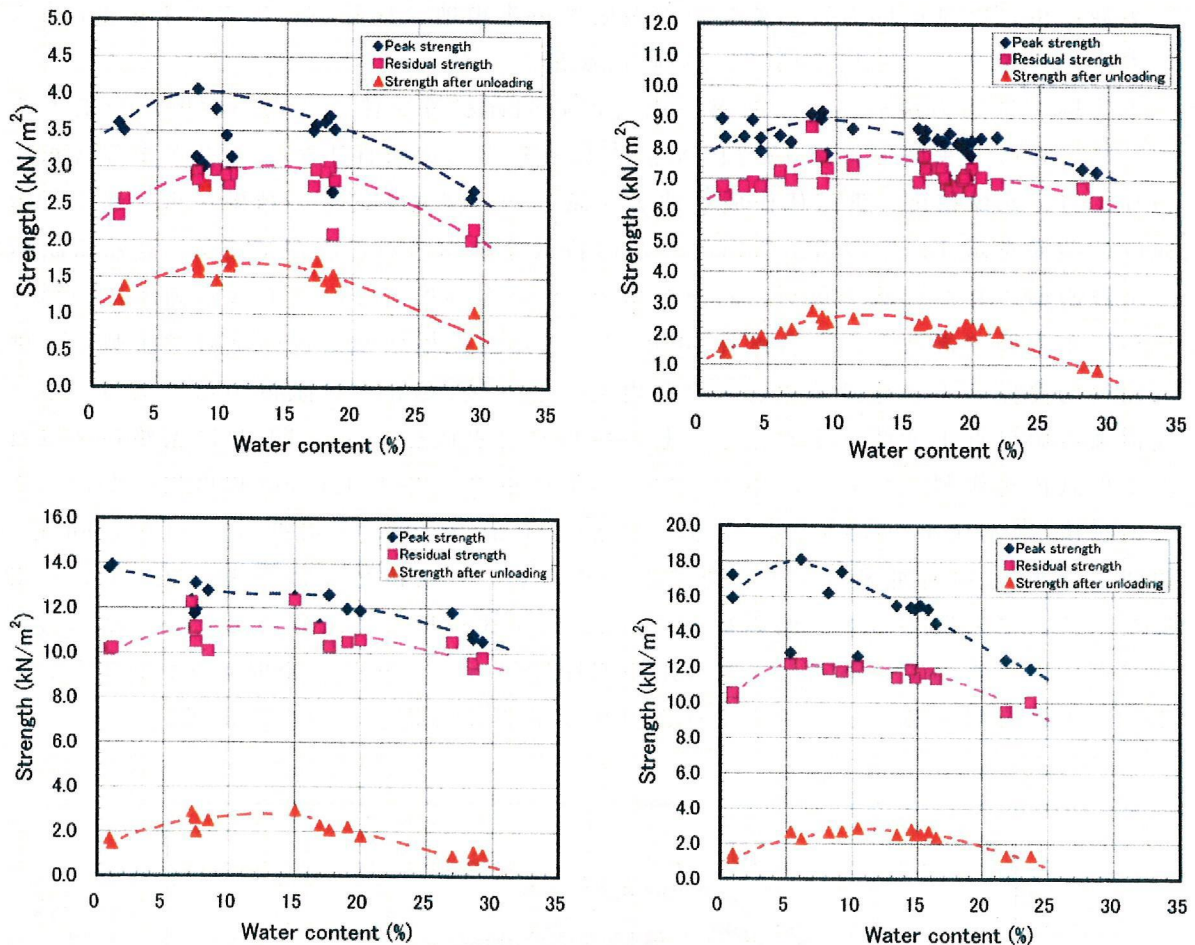 5.0
4.5
4.0
3.5
3.0
2.5
2.0
1.5
1.0
0.5
0.0
Strength (kN/m²)
Peak strength
Residual strength
Strength after unloading
0 5 10 15 20 25 30 35
Water content (%)
12.0
11.0
10.0
9.0
8.0
7.0
6.0
5.0
4.0
3.0
2.0
1.0
0.0
Strength (kN/m²)
Peak strength
Residual strength
Strength after unloading
0 5 10 15 20 25 30 35
Water content (%)
16.0
14.0
12.0
10.0
8.0
6.0
4.0
2.0
0.0
Strength (kN/m²)
Peak strength
Residual strength
Strength after unloading
0 5 10 15 20 25 30 35
Water content (%)
20.0
18.0
16.0
14.0
12.0
10.0
8.0
6.0
4.0
2.0
0.0
Strength (kN/m²)
Peak strength
Residual strength
Strength after unloading
0 5 10 15 20 25 30 35
Water content (%)